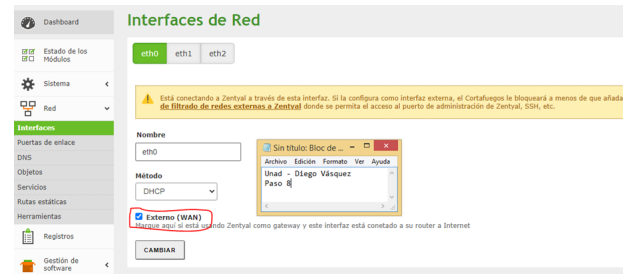 Dashboard
Estado de los
Módulos
Sistema
Red
Interfaces
Puertas de enlace
DNS
Objetos
Servicios
Rutas estáticas
Herramientas
Registros
Gestión de
software
Interfaces de Red
eth0 eth1 eth2
Está conectando a Zentyal a través de esta interfaz. Si la configura como interfaz externa, el Cortafuegos le bloqueará a menos de que añada
de filtrado de redes externas a Zentyal donde se permita el acceso al puerto de administración de Zentyal, SSH, etc.
Nombre
eth0
Método
DHCP
Externo (WAN)
Marque aquí si está usando Zentyal como gateway y este interfaz está conetado a su router a Internet
CAMBIAR
Sin título: Bloc de ...
Archivo Edición Formato Ver Ayuda
Unad - Diego Vásquez
Paso 8